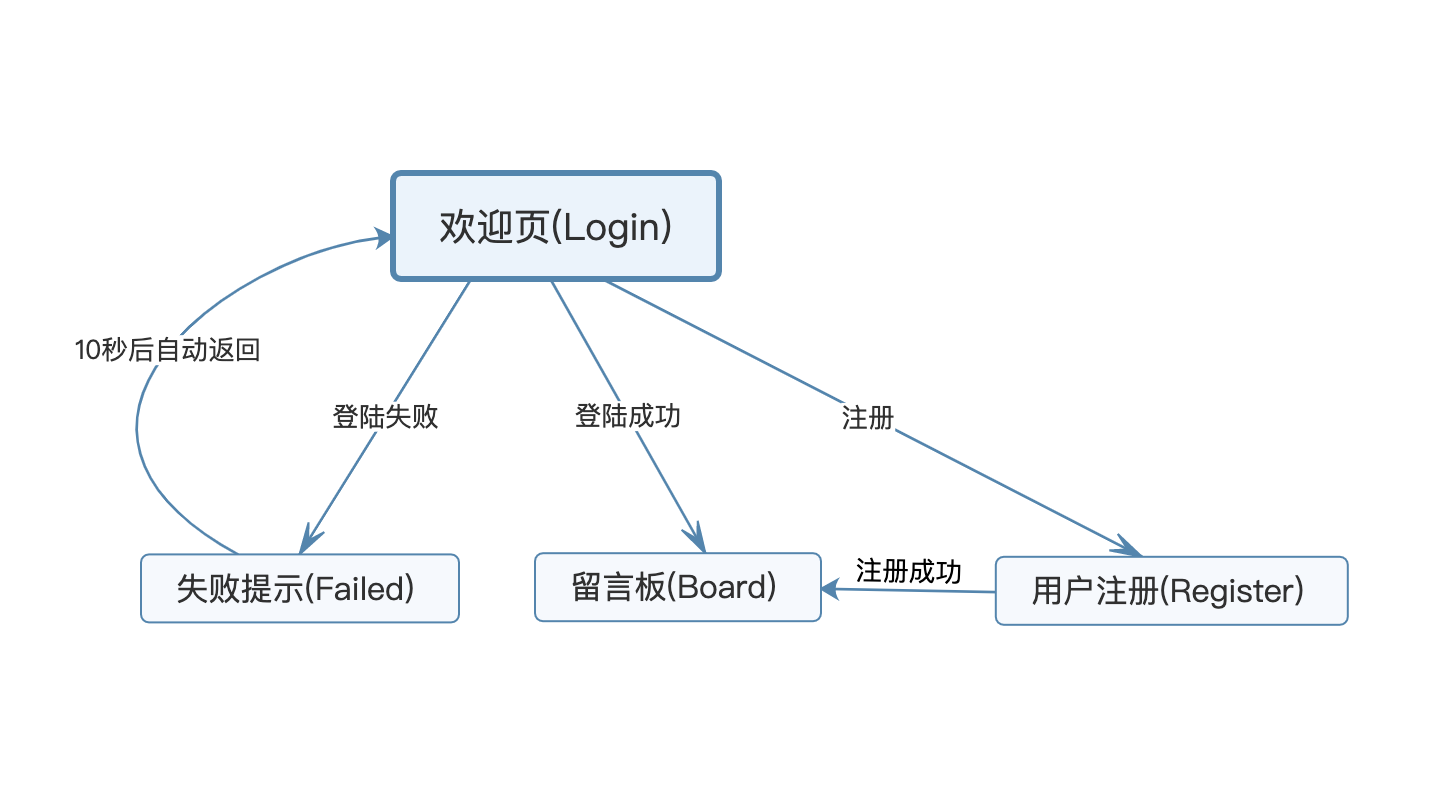 欢迎页(Login)
10秒后自动返回
登陆失败
登陆成功
注册
注册成功
失败提示(Failed)
留言板(Board)
用户注册(Register)